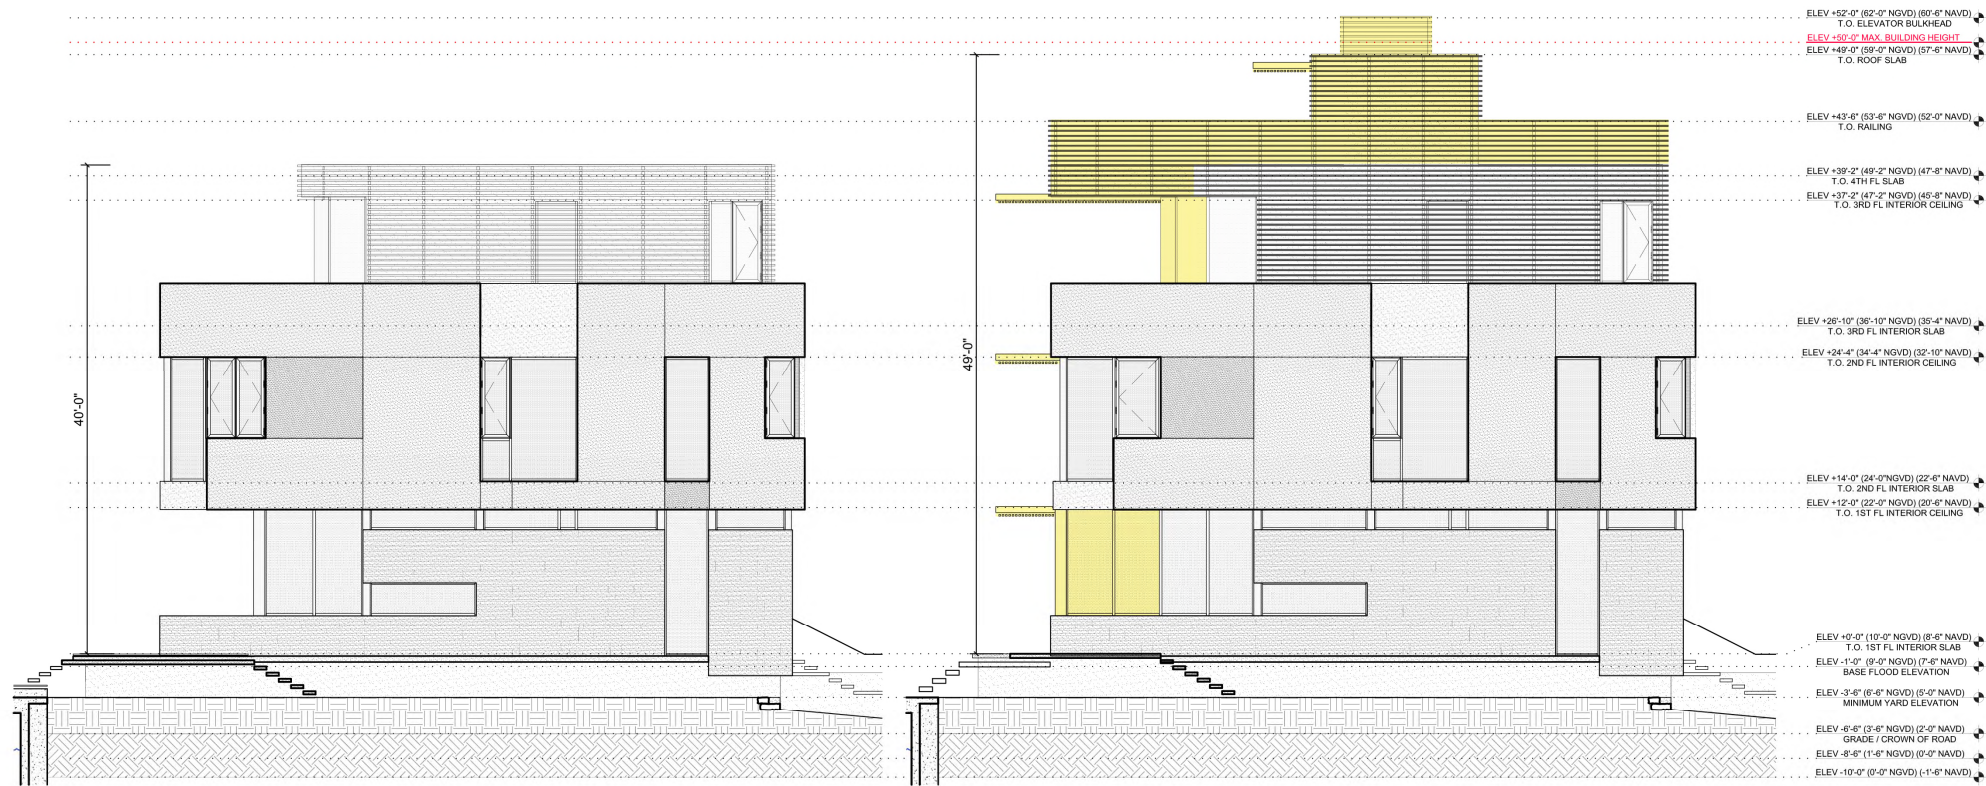 ELEV +52'-0" (62'-0" NGVD) (60'-6" NAVD)
T.O. ELEVATOR BULKHEAD
ELEV +50'-0" MAX. BUILDING HEIGHT
ELEV +49'-0" (59'-0" NGVD) (57'-6" NAVD)
T.O. ROOF SLAB
ELEV +43'-6" (53'-6" NGVD) (52'-0" NAVD)
T.O. RAILING
ELEV +39'-2" (49'-2" NGVD) (47'-8" NAVD)
T.O. 4TH FL SLAB
ELEV +37'-2" (47'-2" NGVD) (45'-8" NAVD)
T.O. 3RD FL INTERIOR CEILING
ELEV +26'-10" (36'-10" NGVD) (35'-4" NAVD)
T.O. 3RD FL INTERIOR SLAB
49'-0"
ELEV +24'-4" (34'-4" NGVD) (32'-10" NAVD)
T.O. 2ND FL INTERIOR CEILING
40'-0"
ELEV +14'-0" (24'-0"NGVD) (22'-6" NAVD)
T.O. 2ND FL INTERIOR SLAB
ELEV +12'-0" (22'-0" NGVD) (20'-6" NAVD)
T.O. 1ST FL INTERIOR CEILING
ELEV +0'-0" (10'-0" NGVD) (8'-6" NAVD)
T.O. 1ST FL INTERIOR SLAB
ELEV -1'-0" (9'-0" NGVD) (7'-6" NAVD)
BASE FLOOD ELEVATION
ELEV -3'-6" (6'-6" NGVD) (5'-0" NAVD)
MINIMUM YARD ELEVATION
ELEV -6'-6" (3'-6" NGVD) (2'-0" NAVD)
GRADE / CROWN OF ROAD
ELEV -8'-6" (1'-6" NGVD) (0'-0" NAVD)
ELEV -10'-0" (0'-0" NGVD) (-1'-6" NAVD)